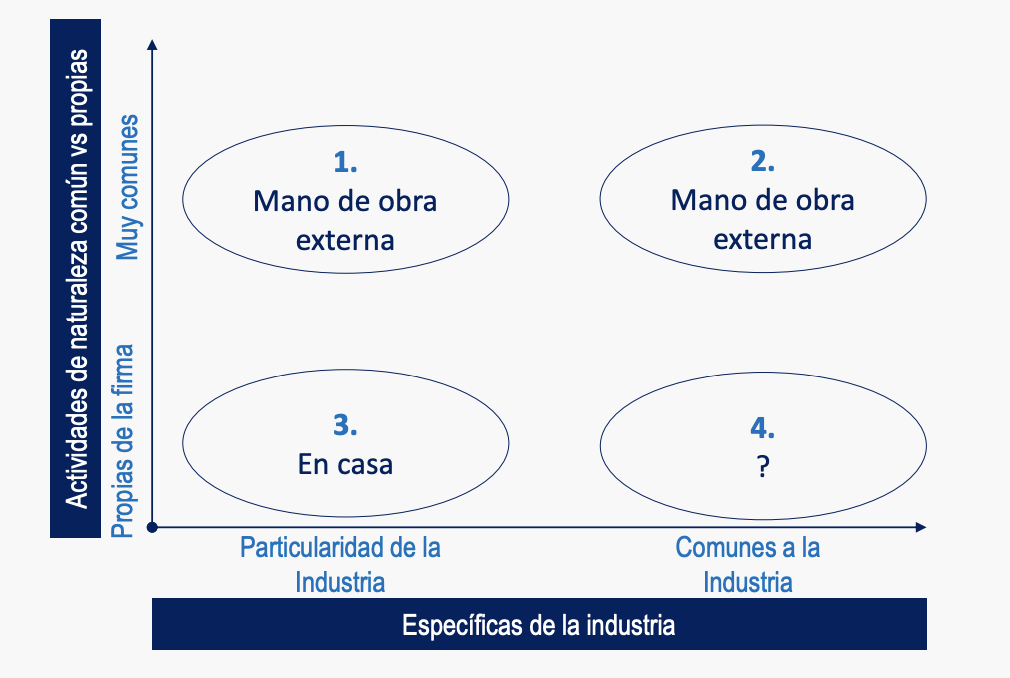 Actividades de naturaleza común vs propias
Muy comunes
Propias de la firma
1.
Mano de obra
externa
2.
Mano de obra
externa
3.
En casa
4.
?
Particularidad de la
Industria
Comunes a la
Industria
Específicas de la industria